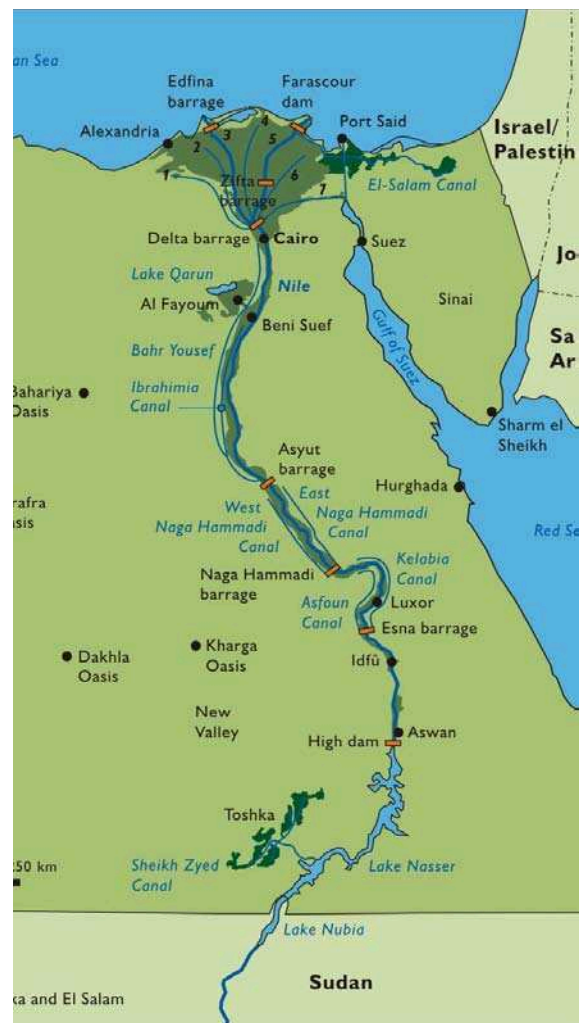 an Sea
Edfina
barrage
Farascour
dam
Port Said
Alexandria
Israel/
Palestin
1
2
3
4
5
6
7
Zifta
barrage
El-Salam Canal
Delta barrage
Cairo
Suez
Jo
Lake Qarun
Nile
Sinai
Al Fayoum
Beni Suef
Gulf of Suez
Sa
Ar
Bahr Yousef
Ibrahimia
Canal
Bahariya
Oasis
Sharm el
Sheikh
Asyut
barrage
Hurghada
rafra
asis
West
Naga Hammadi
Canal
East
Naga Hammadi
Canal
Red Se
Kelabia
Canal
Naga Hammadi
barrage
Asfoun
Canal
Luxor
Esna barrage
Kharga
Oasis
Dakhla
Oasis
Idfû
New
Valley
Aswan
High dam
Toshka
250 km
Sheikh Zyed
Canal
Lake Nasser
Lake Nubia
Sudan
ka and El Salam